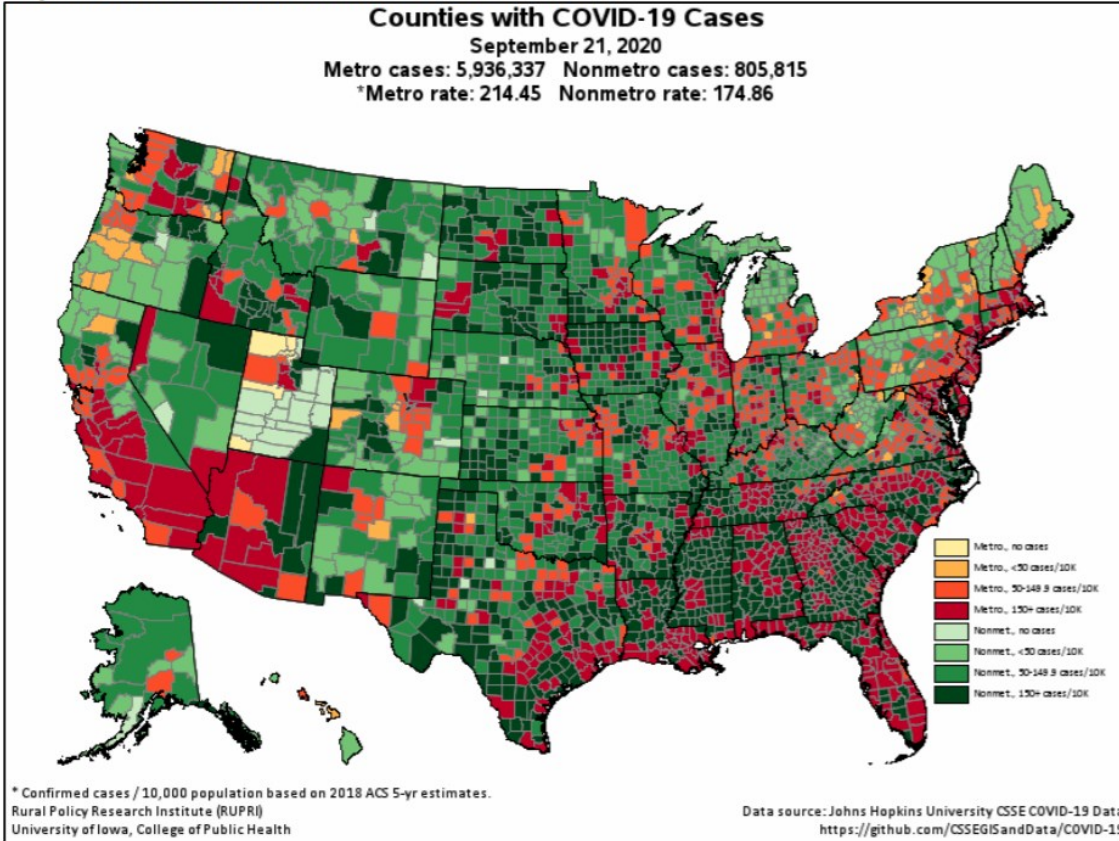 Counties with COVID-19 Cases
September 21, 2020
Metro cases: 5,936,337 Nonmetro cases: 805,815
*Metro rate: 214.45 Nonmetro rate: 174.86
Metro., no cases
Metro., <50 cases/10K
Metro., 50-149.9 cases/10K
Metro., 150+ cases/10K
Nonmet., no cases
Nonmet., <50 cases/10K
Nonmet., 50-149.9 cases/10K
Nonmet., 150+ cases/10K
* Confirmed cases / 10,000 population based on 2018 ACS 5-yr estimates.
Rural Policy Research Institute (RUPRI)
University of Iowa, College of Public Health
Data source: Johns Hopkins University CSSE COVID-19 Data
https://github.com/CSSEGISandData/COVID-19